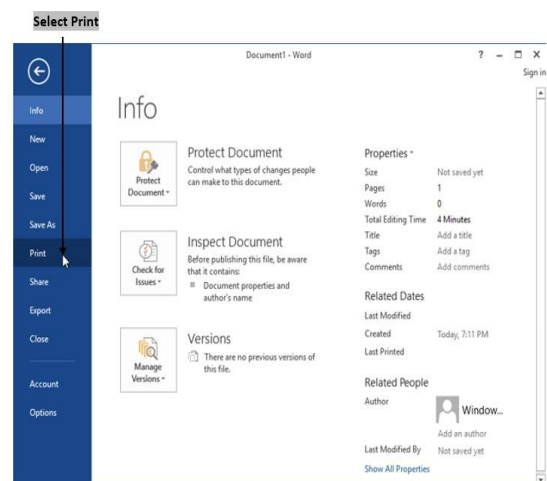 Select Print
Document1 - Word
? – □ X
Sign in
Info
New
Open
Save
Save As
Print
Share
Export
Close
Account
Options
Info
Protect Document
Protect Document
Control what types of changes people
can make to this document.
Check for
Issues
Inspect Document
Before publishing this file, be aware
that it contains:
Document properties and
author's name
Manage
Versions
Versions
There are no previous versions of
this file.
Properties
Size Not saved yet
Pages 1
Words 0
Total Editing Time 4 Minutes
Title Add a title
Tags Add a tag
Comments Add comments
Related Dates
Last Modified
Created Today, 7:11 PM
Last Printed
Related People
Author Window...
Add an author
Last Modified By Not saved yet
Show All Properties